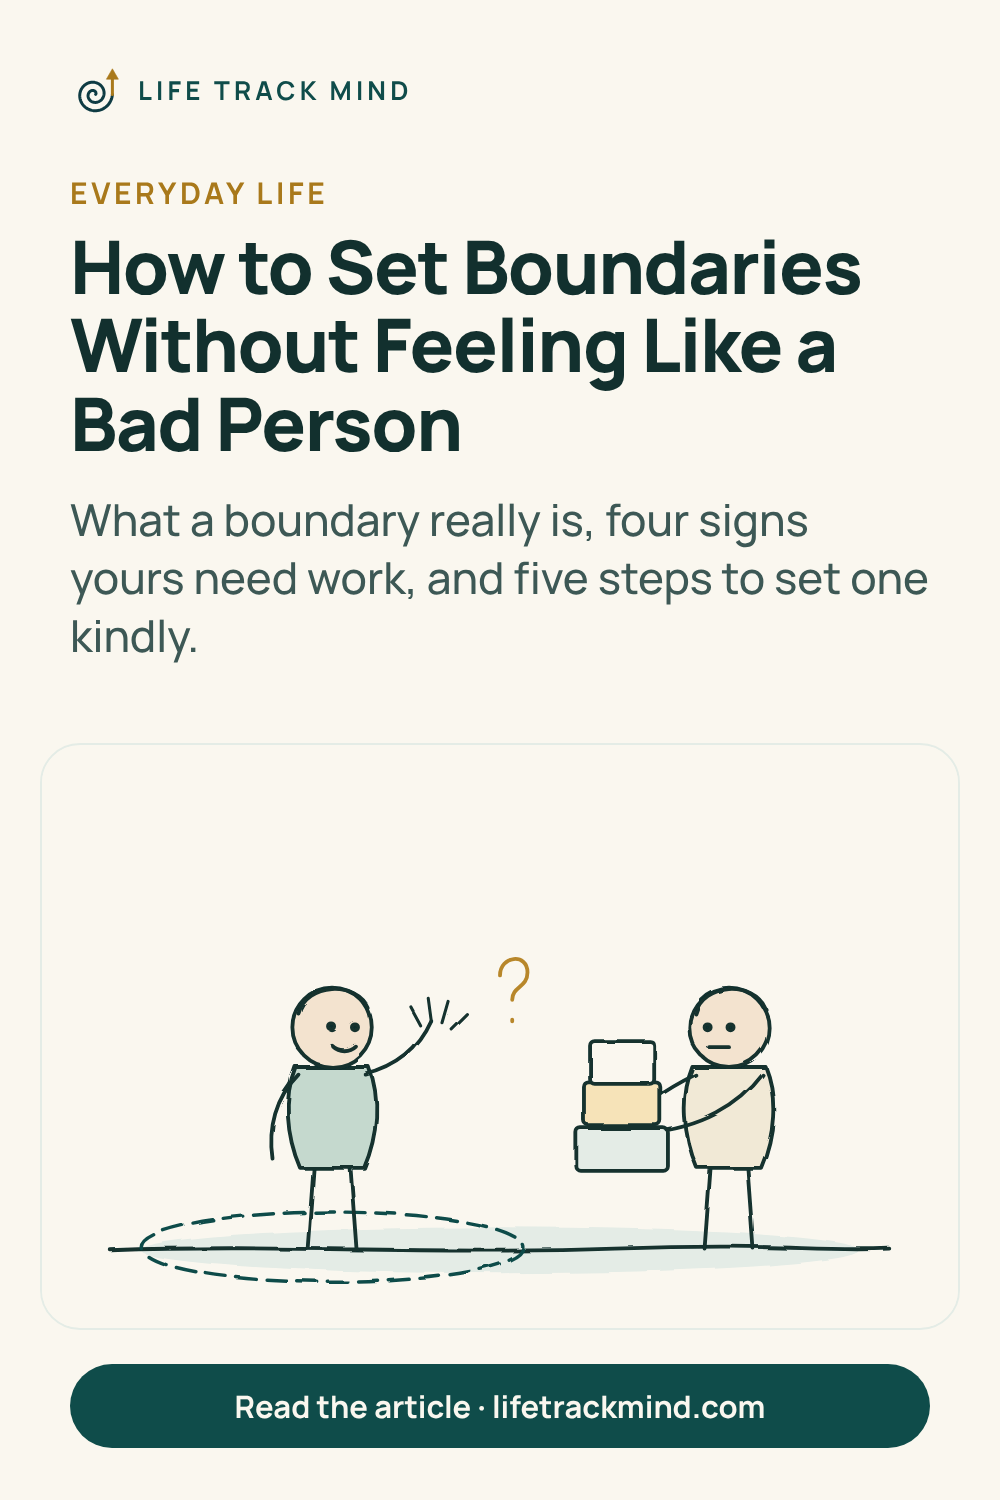 LIFE TRACK MIND
EVERYDAY LIFE
How to Set Boundaries
Without Feeling Like a
Bad Person
What a boundary really is, four signs
yours need work, and five steps to set one
kindly.
?
Read the article · lifetrackmind.com